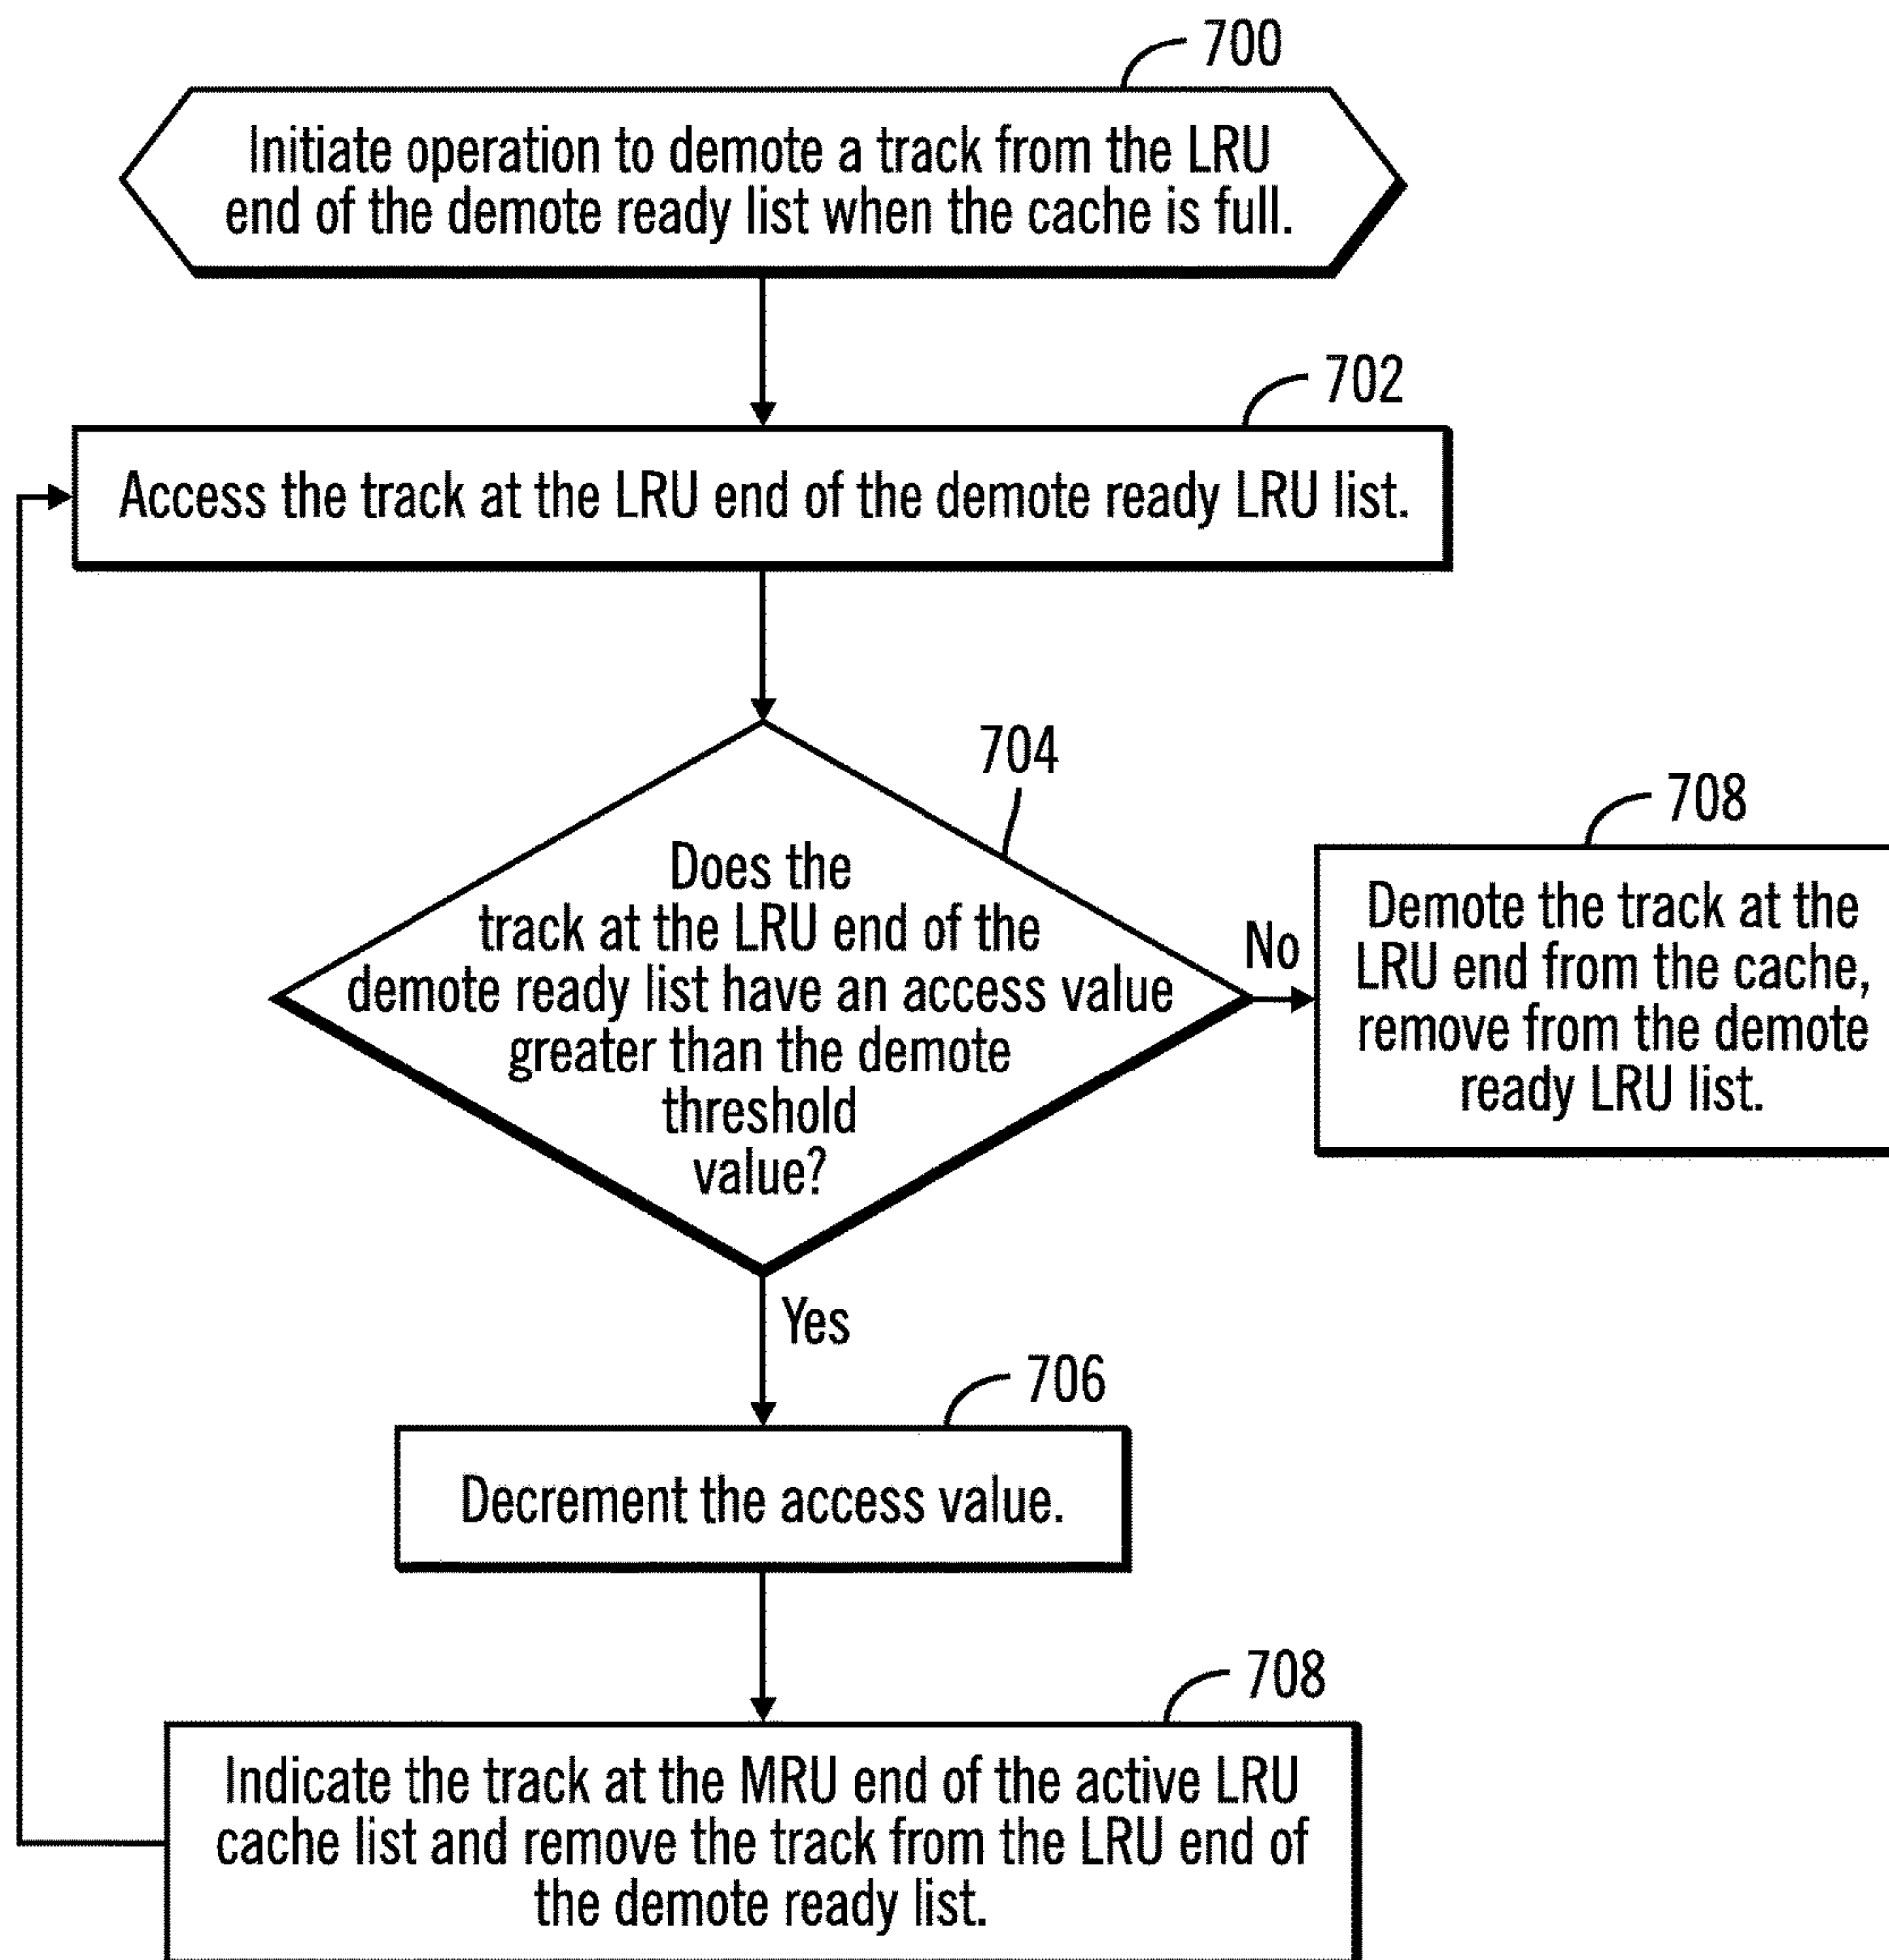 700
Initiate operation to demote a track from the LRU
end of the demote ready list when the cache is full.
702
Access the track at the LRU end of the demote ready LRU list.
704
Does the
track at the LRU end of the
demote ready list have an access value
greater than the demote
threshold
value?
No
708
Demote the track at the
LRU end from the cache,
remove from the demote
ready LRU list.
Yes
706
Decrement the access value.
708
Indicate the track at the MRU end of the active LRU
cache list and remove the track from the LRU end of
the demote ready list.